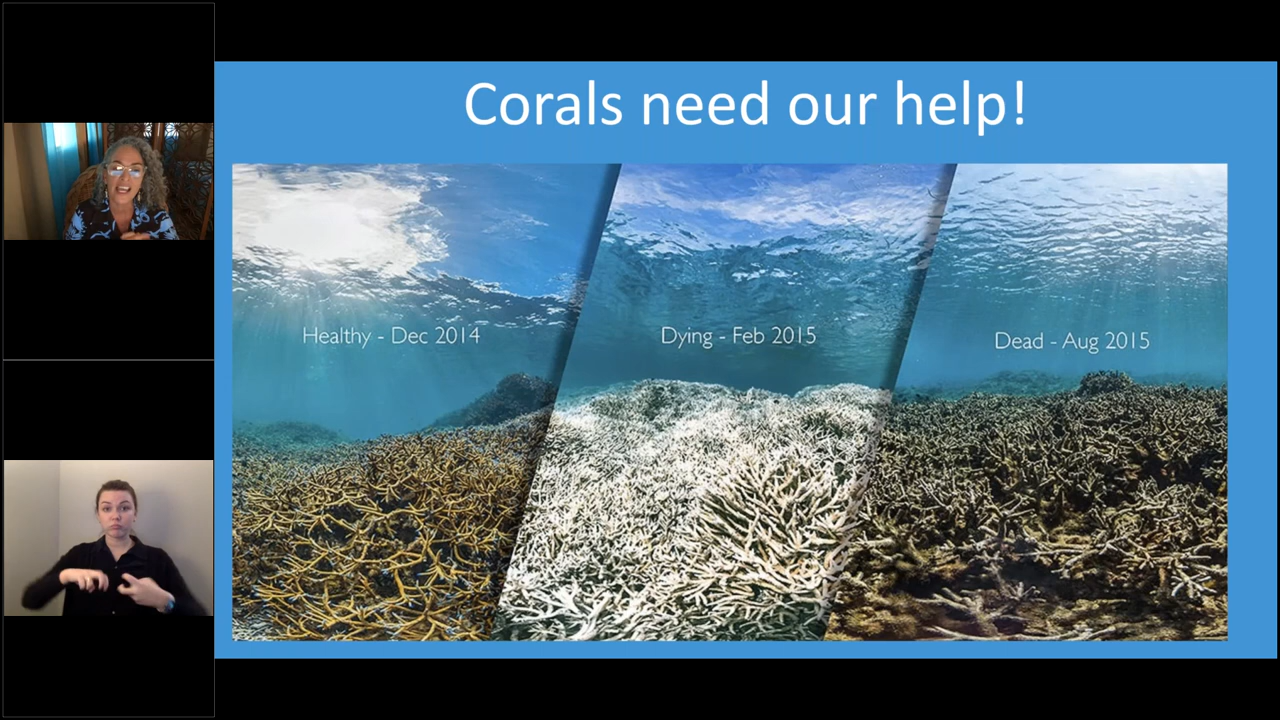 Corals need our help!
Healthy - Dec 2014
Dying - Feb 2015
Dead - Aug 2015